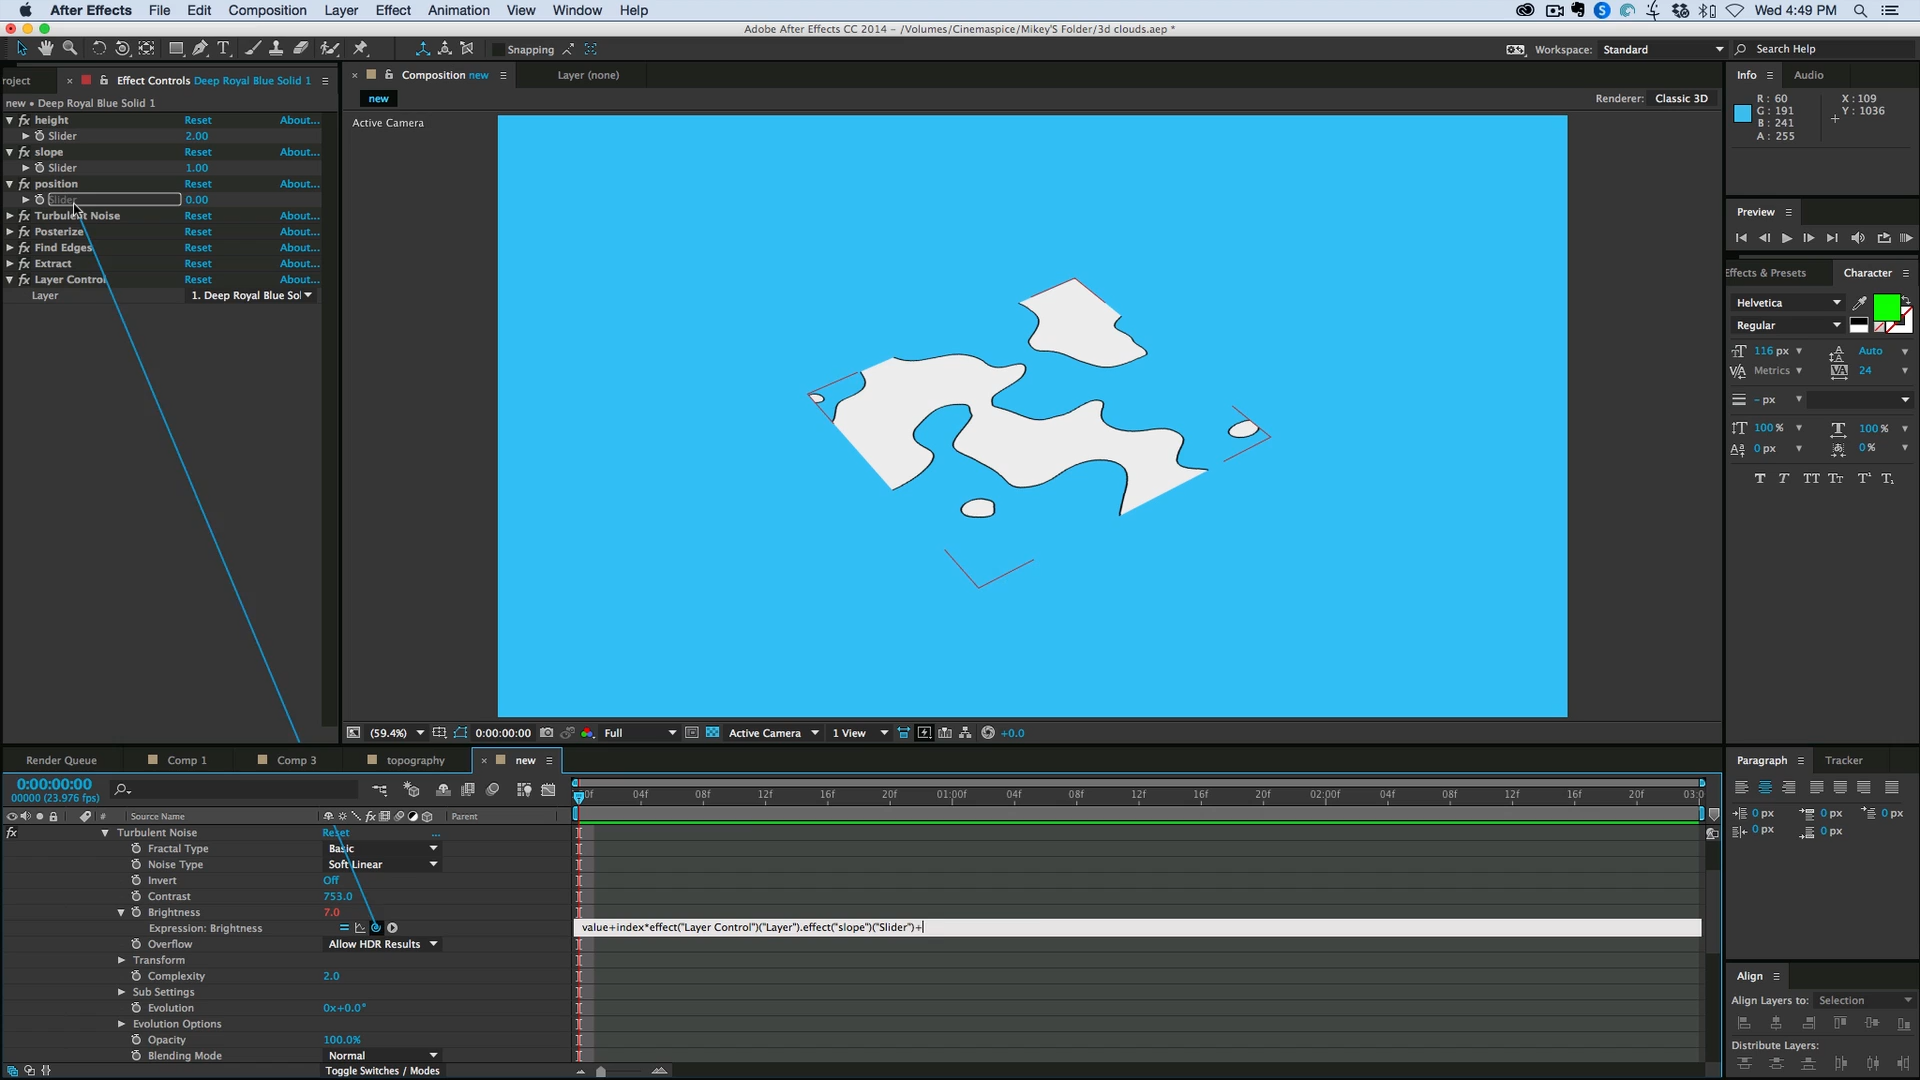 After Effects File Edit Composition Layer Effect Animation View Window Help Wed 4:49 PM
Adobe After Effects CC 2014 – /Volumes/Cinemaspice/Mikey'S Folder/3d clouds.aep *
Snapping Workspace: Standard Search Help
roject Effect Controls Deep Royal Blue Solid 1
Composition new Layer (none)
Info Audio
new • Deep Royal Blue Solid 1
new Renderer: Classic 3D
R: 60 X: 109
G: 191 Y: 1036
B: 241
A: 255
Active Camera
height Reset About...
Slider 2.00
slope Reset About...
Slider 1.00
position Reset About...
Slider 0.00
Turbulent Noise Reset About...
Posterize Reset About...
Find Edges Reset About...
Extract Reset About...
Layer Control Reset About...
Layer 1. Deep Royal Blue Sol
Preview
Effects & Presets Character
Helvetica
Regular
116 px Auto
Metrics 24
– px
100 % 100 %
0 px 0 %
T T TT Tt T¹ T₁
(59.4%) 0:00:00:00 Full Active Camera 1 View +0.0
Render Queue Comp 1 Comp 3 topography new
Paragraph Tracker
0:00:00:00
00000 (23.976 fps)
00f 04f 08f 12f 16f 20f 01:00f 04f 08f 12f 16f 20f 02:00f 04f 08f 12f 16f 20f 03:0
# Source Name Parent
0 px 0 px 0 px
0 px 0 px
fx Turbulent Noise Reset ...
Fractal Type Basic
Noise Type Soft Linear
Invert Off
Contrast 753.0
Brightness 7.0
Expression: Brightness value+index*effect("Layer Control")("Layer").effect("slope")("Slider")+
Overflow Allow HDR Results
Transform
Complexity 2.0
Sub Settings
Evolution 0x+0.0°
Evolution Options
Opacity 100.0%
Blending Mode Normal
Toggle Switches / Modes
Align
Align Layers to: Selection
Distribute Layers: